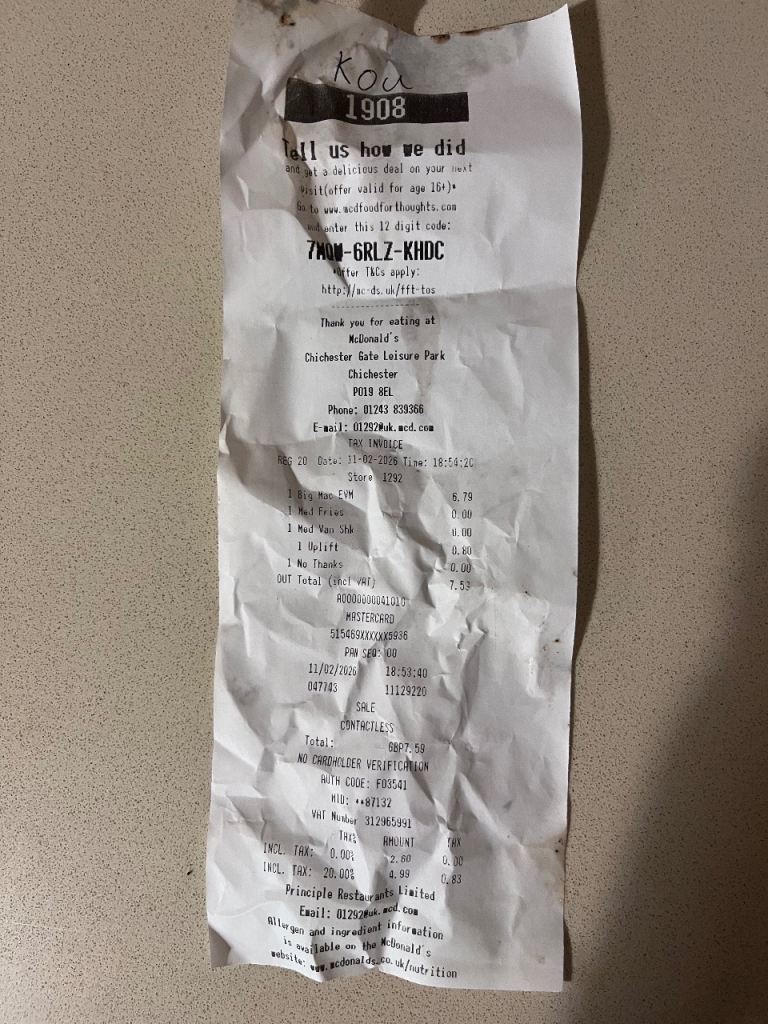 Kou
1908
Tell us how we did
and get a delicious deal on your next
visit(offer valid for age 16+)*
Go to www.mcdfoodforthoughts.com
and enter this 12 digit code:
7MQW-6RLZ-KHDC
*Offer T&Cs apply:
http://mc-ds.uk/fft-tos
Thank you for eating at
McDonald's
Chichester Gate Leisure Park
Chichester
PO19 8EL
Phone: 01243 839366
E-mail: 01292@uk.mcd.com
TAX INVOICE
REG 20 Date: 11-02-2026 Time: 18:54:20
Store 1292
1 Big Mac EVM 6.79
1 Med Fries 0.00
1 Med Van Shk 0.00
1 Uplift 0.80
1 No Thanks 0.00
OUT Total (incl VAT) 7.59
A0000000041010
MASTERCARD
515469XXXXXX5936
PAN SEQ: 00
11/02/2026 18:53:40
047743 11129220
SALE
CONTACTLESS
Total: GBP7.59
NO CARDHOLDER VERIFICATION
AUTH CODE: F03541
MID: **87132
VAT Number 312965991
TAX% AMOUNT TAX
INCL. TAX: 0.00% 2.60 0.00
INCL. TAX: 20.00% 4.99 0.83
Principle Restaurants Limited
Email: 01292@uk.mcd.com
Allergen and ingredient information
is available on the McDonald's
website: www.mcdonalds.co.uk/nutrition